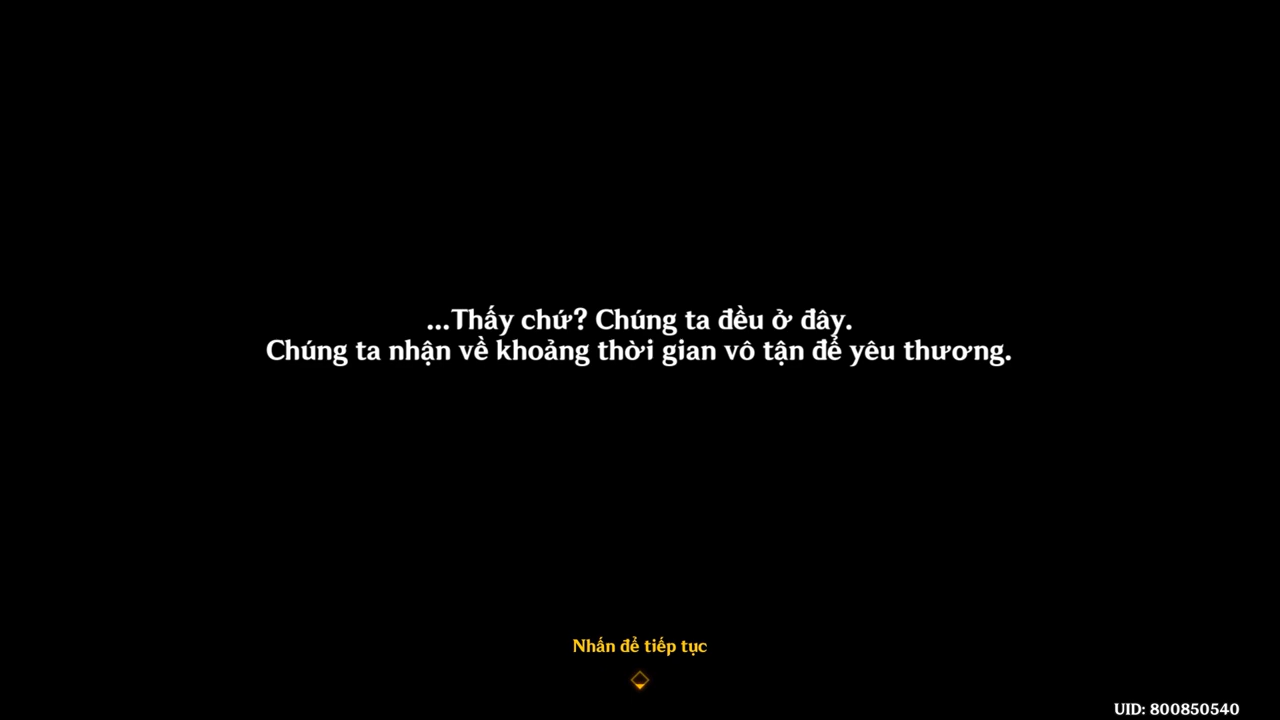 ...Thấy chứ? Chúng ta đều ở đây.
Chúng ta nhận về khoảng thời gian vô tận để yêu thương.
Nhấn để tiếp tục
UID: 800850540